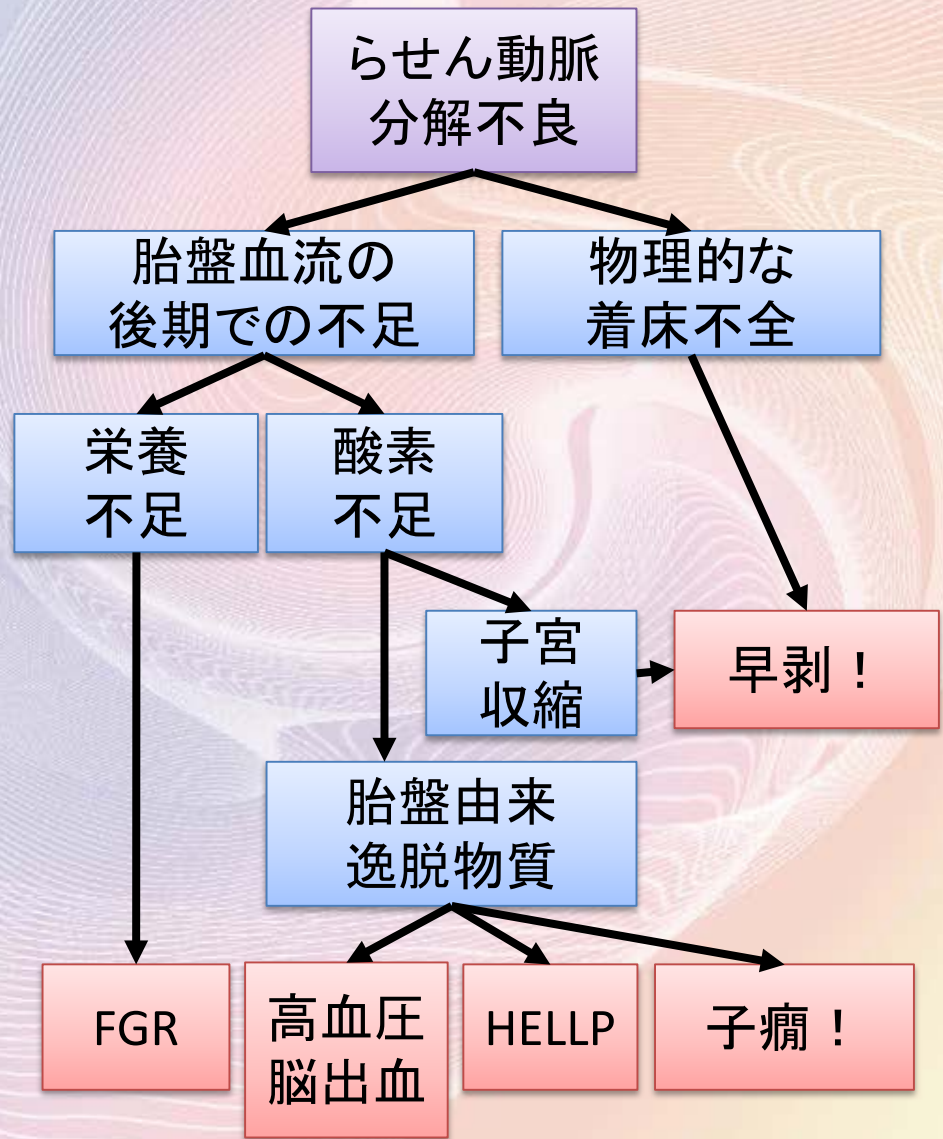 らせん動脈
分解不良
胎盤血流の
後期での不足
物理的な
着床不全
栄養
不足
酸素
不足
子宮
収縮
早剥！
胎盤由来
逸脱物質
FGR
高血圧
脳出血
HELLP
子癇！